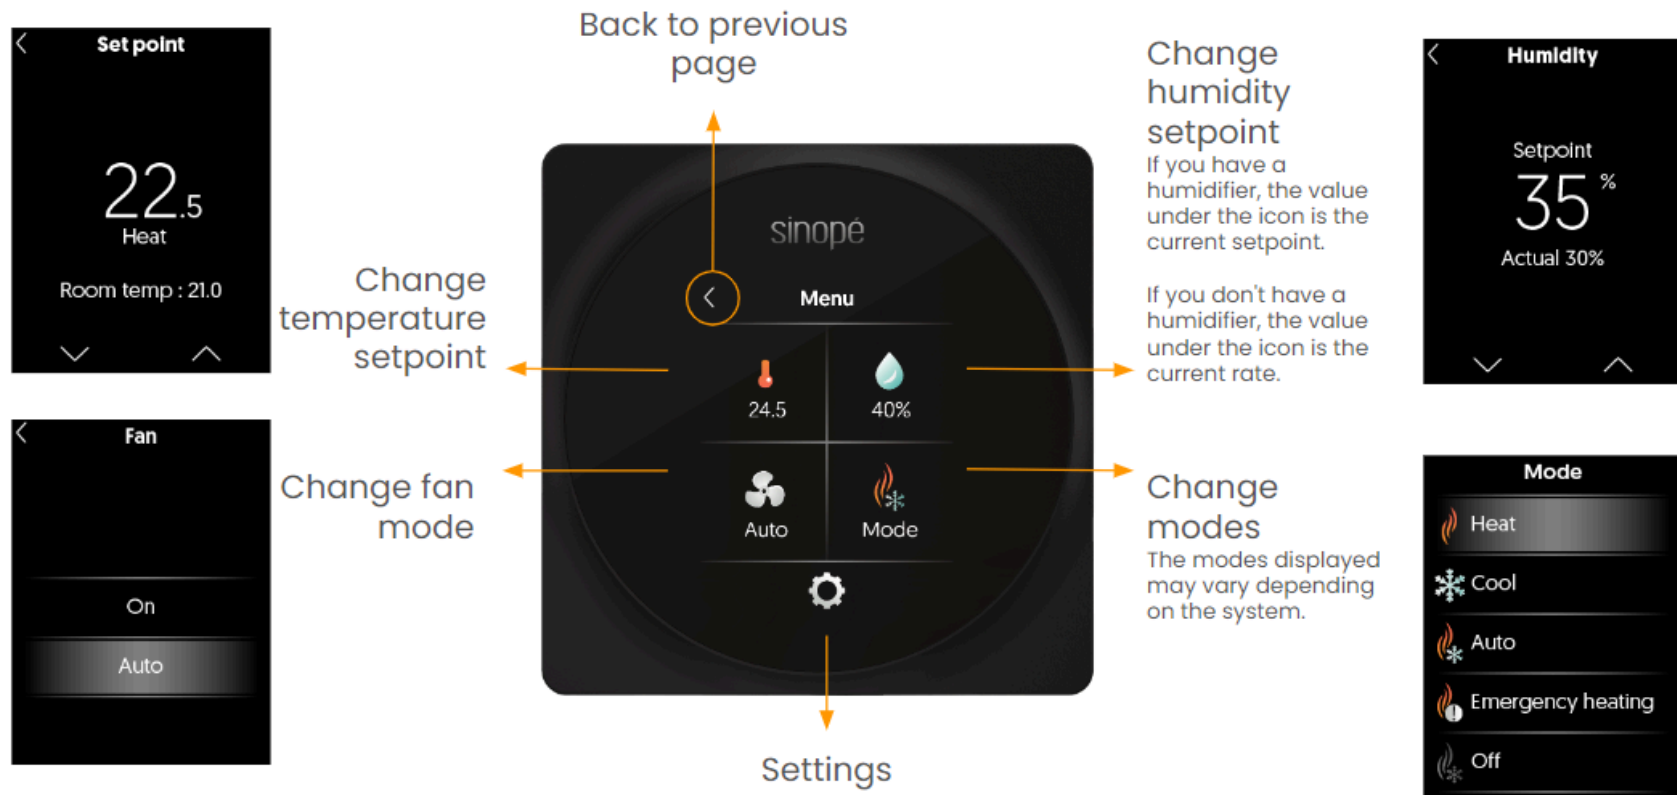 Set point
22.5
Heat
Room temp : 21.0
Back to previous
page
Change
humidity
setpoint
If you have a
humidifier, the value
under the icon is the
current setpoint.
If you don't have a
humidifier, the value
under the icon is the
current rate.
Humidity
Setpoint
35 %
Actual 30%
Change
temperature
setpoint
sinopé
Menu
24.5
40%
Auto
Mode
Fan
On
Auto
Change fan
mode
Change
modes
The modes displayed
may vary depending
on the system.
Mode
Heat
Cool
Auto
Emergency heating
Off
Settings